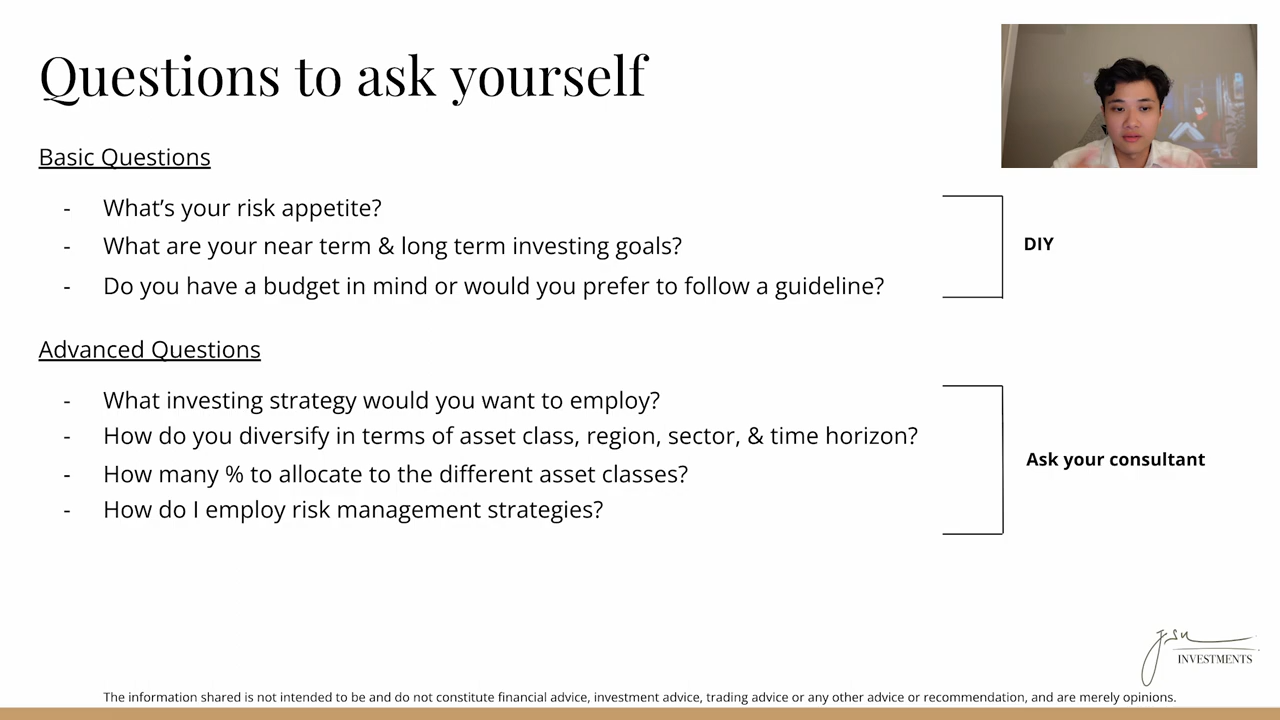 Questions to ask yourself
Basic Questions
- What's your risk appetite?
- What are your near term & long term investing goals?
- Do you have a budget in mind or would you prefer to follow a guideline?
DIY
Advanced Questions
- What investing strategy would you want to employ?
- How do you diversify in terms of asset class, region, sector, & time horizon?
- How many % to allocate to the different asset classes?
- How do I employ risk management strategies?
Ask your consultant
jsu
INVESTMENTS
The information shared is not intended to be and do not constitute financial advice, investment advice, trading advice or any other advice or recommendation, and are merely opinions.